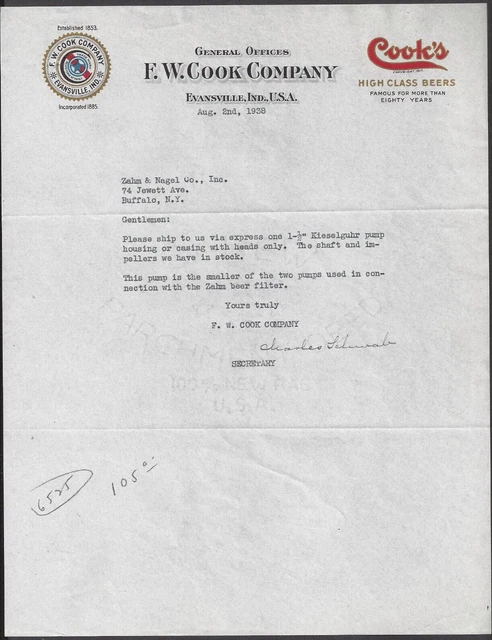 Established 1853.
F. W. COOK COMPANY
EVANSVILLE, IND.
Incorporated 1885.
GENERAL OFFICES
F. W. COOK COMPANY
EVANSVILLE, IND., U.S.A.
Cook's
HIGH CLASS BEERS
FAMOUS FOR MORE THAN
EIGHTY YEARS
Aug. 2nd, 1938
Zahm & Nagel Co., Inc.
74 Jewett Ave.
Buffalo, N.Y.
Gentlemen:
Please ship to us via express one 1-½" Kieselguhr pump
housing or casing with heads only. The shaft and im-
pellers we have in stock.
This pump is the smaller of the two pumps used in con-
nection with the Zahm beer filter.
Yours truly
F. W. COOK COMPANY
Charles Schwab
SECREtARY
100% NEW RAG
U.S.A.
6525
105